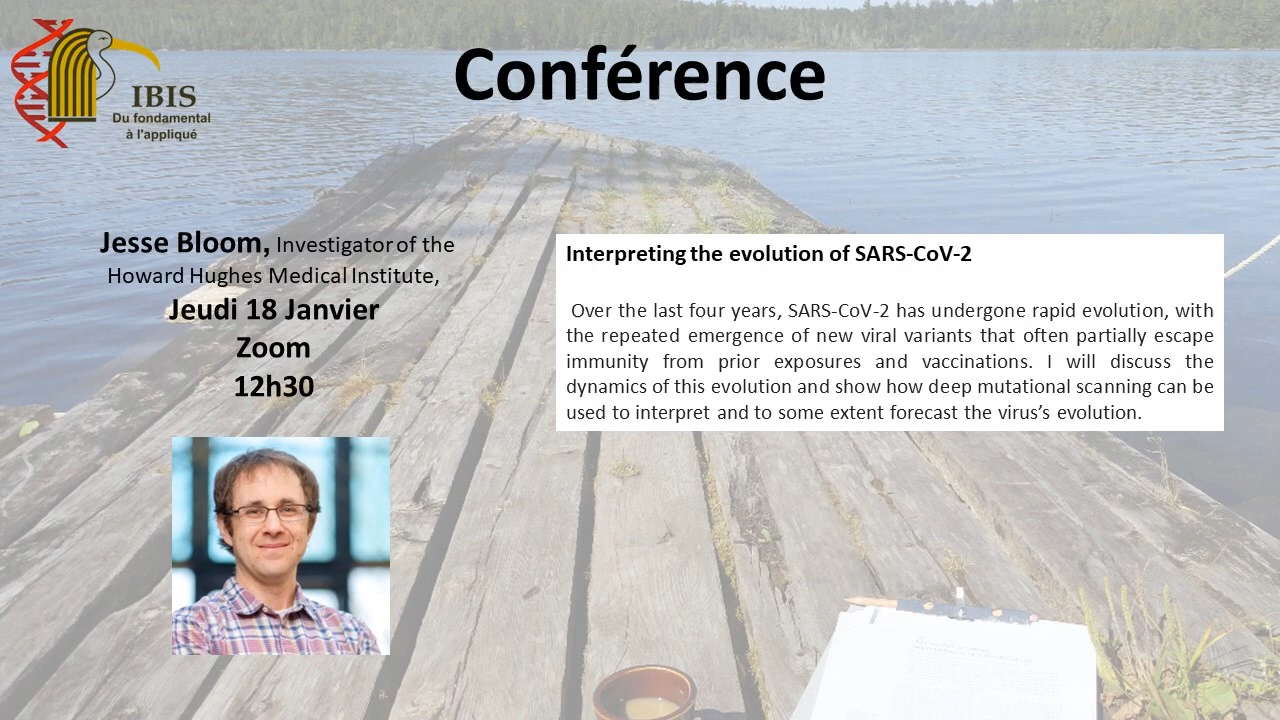 Conférence
IBIS
Du fondamental
à l'appliqué
Jesse Bloom, Investigator of the
Howard Hughes Medical Institute,
Jeudi 18 Janvier
Zoom
12h30
Interpreting the evolution of SARS-CoV-2
Over the last four years, SARS-CoV-2 has undergone rapid evolution, with
the repeated emergence of new viral variants that often partially escape
immunity from prior exposures and vaccinations. I will discuss the
dynamics of this evolution and show how deep mutational scanning can be
used to interpret and to some extent forecast the virus’s evolution.